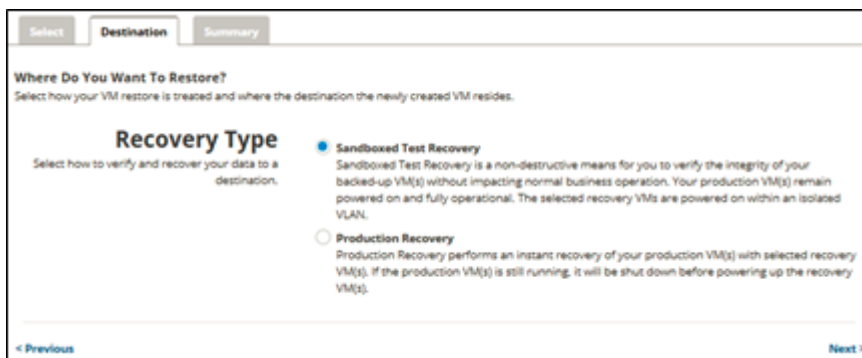 Select Destination Summary
Where Do You Want To Restore?
Select how your VM restore is treated and where the destination the newly created VM resides.
Recovery Type
Select how to verify and recover your data to a
destination.
Sandboxed Test Recovery
Sandboxed Test Recovery is a non-destructive means for you to verify the integrity of your
backed-up VM(s) without impacting normal business operation. Your production VM(s) remain
powered on and fully operational. The selected recovery VMs are powered on within an isolated
VLAN.
Production Recovery
Production Recovery performs an instant recovery of your production VM(s) with selected recovery
VM(s). If the production VM(s) is still running, it will be shut down before powering up the recovery
VM(s).
< Previous
Next >